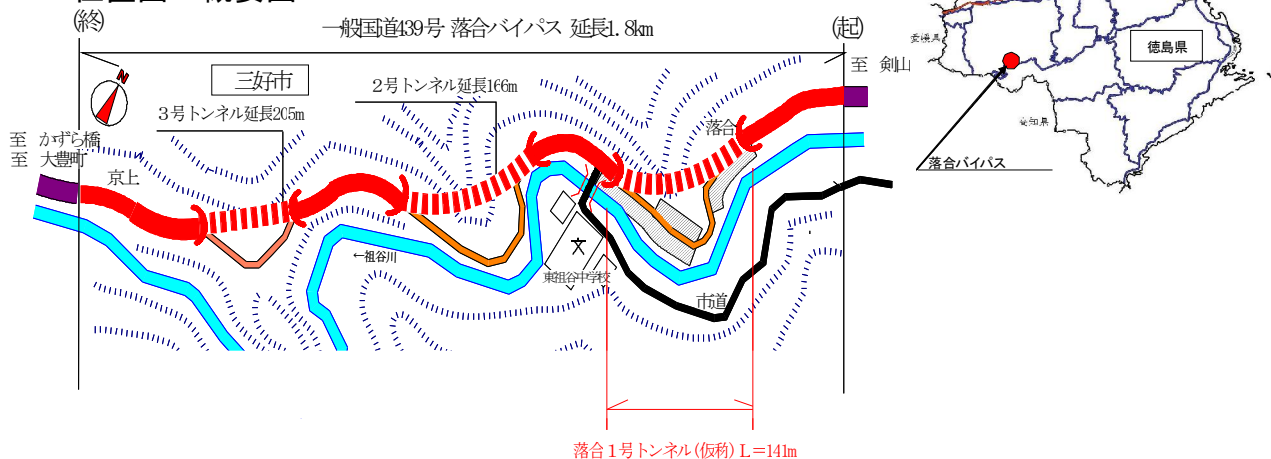 (終)
一般国道439号 落合バイパス 延長1.8km
(起)
至 剣山
N
三好市
2号トンネル延長166m
3号トンネル延長205m
至 かずら橋
至 大豊町
京上
落合
←祖谷川
文
東祖谷中学校
市道
落合1号トンネル(仮称) L=141m
愛媛県
徳島県
高知県
落合バイパス